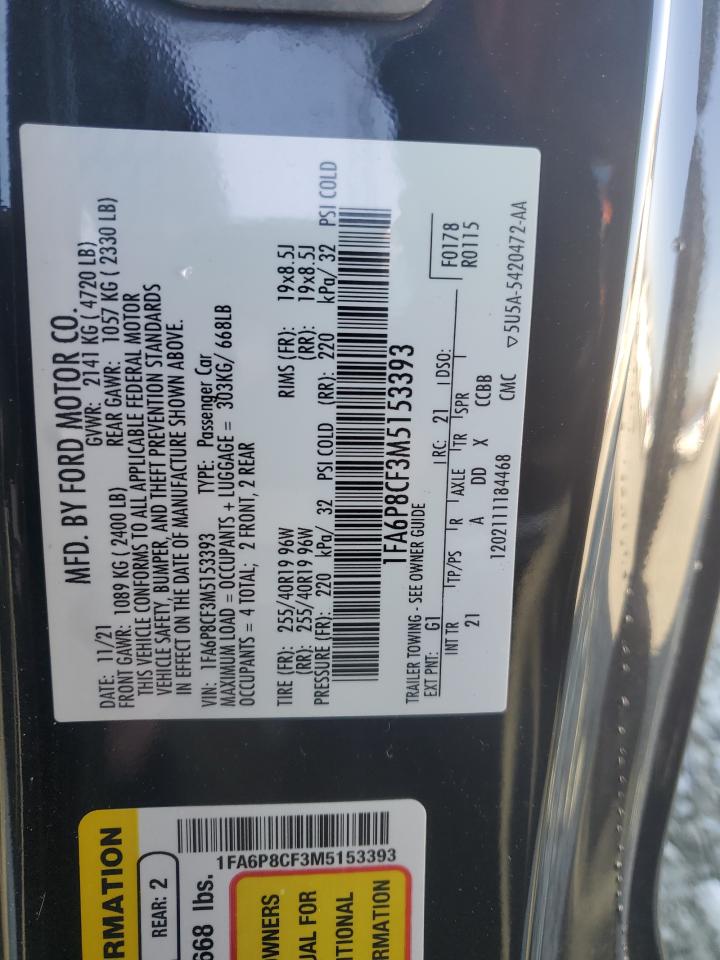 MFD. BY FORD MOTOR CO.
DATE: 11/21 GVWR: 2141 KG ( 4720 LB)
FRONT GAWR: 1089 KG ( 2400 LB) REAR GAWR: 1057 KG ( 2330 LB)
THIS VEHICLE CONFORMS TO ALL APPLICABLE FEDERAL MOTOR
VEHICLE SAFETY, BUMPER, AND THEFT PREVENTION STANDARDS
IN EFFECT ON THE DATE OF MANUFACTURE SHOWN ABOVE.
VIN: 1FA6P8CF3M5153393 TYPE: Passenger Car
MAXIMUM LOAD = OCCUPANTS + LUGGAGE = 303KG/ 668LB
OCCUPANTS = 4 TOTAL; 2 FRONT, 2 REAR
TIRE (FR): 255/40R19 96W RIMS (FR): 19x8.5J
(RR): 255/40R19 96W (RR): 19x8.5J
PRESSURE (FR): 220 kPa/ 32 PSI COLD (RR): 220 kPa/ 32 PSI COLD
1FA6P8CF3M5153393
TRAILER TOWING - SEE OWNER GUIDE
F0178
R0115
EXT PNT: G1 RC: 21 DSO:
INT TR TP/PS R AXLE TR SPR
21 A DD X CCBB
12021111184468 CMC
▽5U5A-5420472-AA
RMATION
REAR: 2
668 lbs.
1FA6P8CF3M5153393
OWNERS
UAL FOR
ITIONAL
RMATION